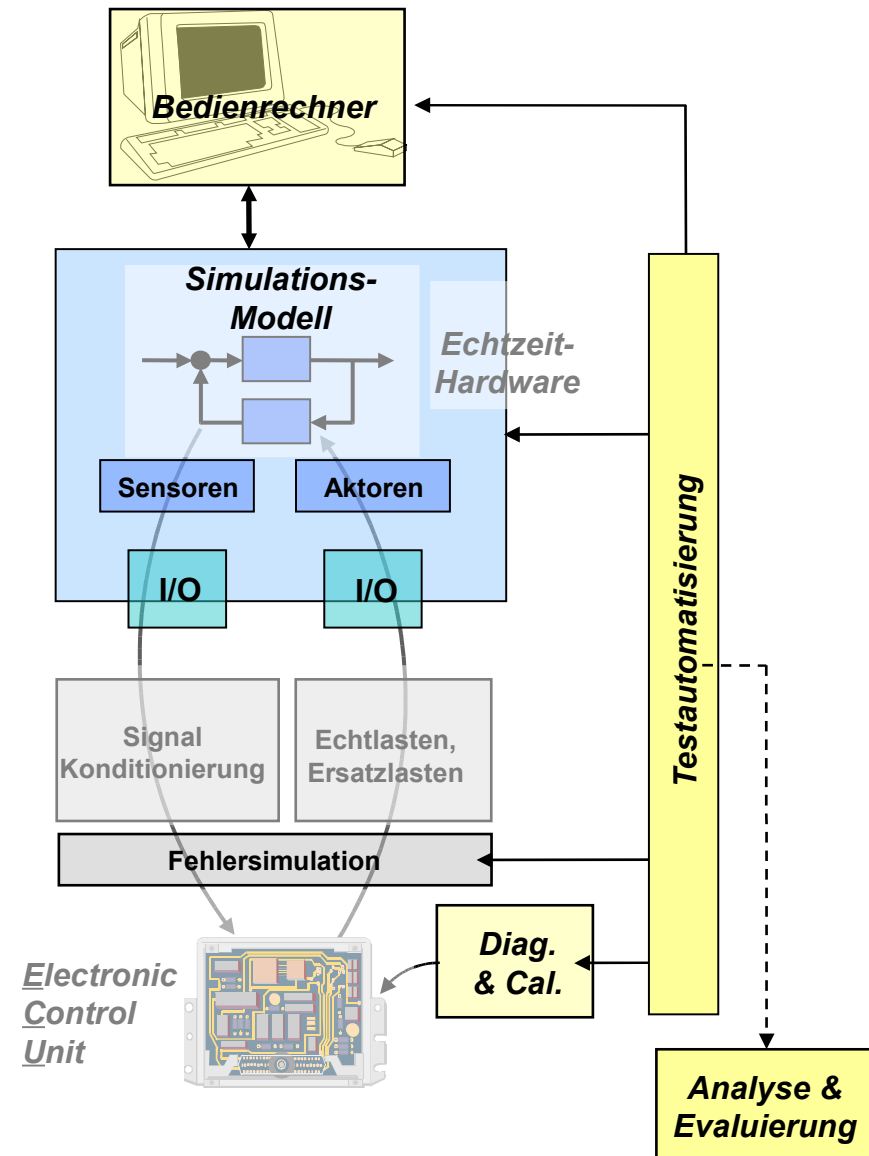 Bedienrechner
Simulations-
Modell
Echtzeit-
Hardware
Sensoren
Aktoren
I/O
I/O
Signal
Konditionierung
Echtlasten,
Ersatzlasten
Fehlersimulation
Electronic
Control
Unit
Diag.
& Cal.
Testautomatisierung
Analyse &
Evaluierung